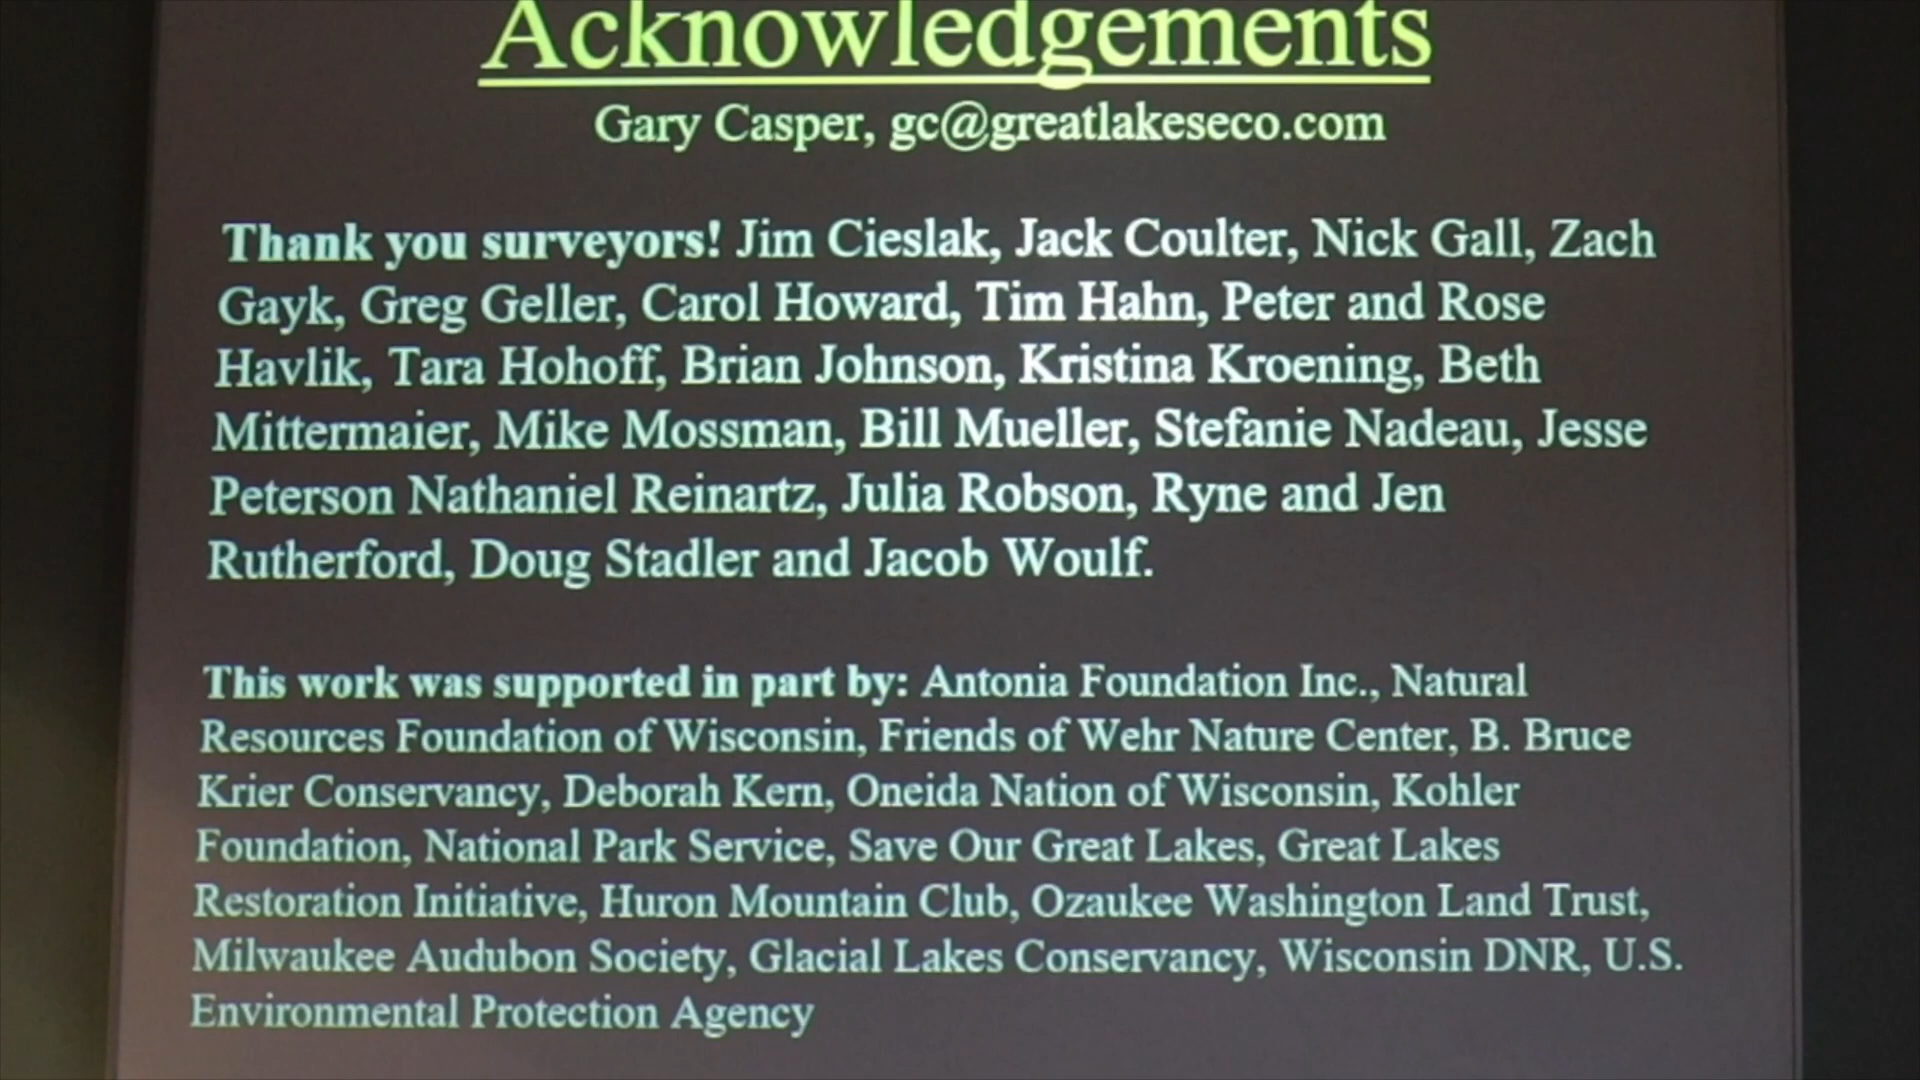 Acknowledgements
Gary Casper, gc@greatlakeseco.com
Thank you surveyors! Jim Cieslak, Jack Coulter, Nick Gall, Zach
Gayk, Greg Geller, Carol Howard, Tim Hahn, Peter and Rose
Havlik, Tara Hohoff, Brian Johnson, Kristina Kroening, Beth
Mittermaier, Mike Mossman, Bill Mueller, Stefanie Nadeau, Jesse
Peterson Nathaniel Reinartz, Julia Robson, Ryne and Jen
Rutherford, Doug Stadler and Jacob Woulf.
This work was supported in part by: Antonia Foundation Inc., Natural
Resources Foundation of Wisconsin, Friends of Wehr Nature Center, B. Bruce
Krier Conservancy, Deborah Kern, Oneida Nation of Wisconsin, Kohler
Foundation, National Park Service, Save Our Great Lakes, Great Lakes
Restoration Initiative, Huron Mountain Club, Ozaukee Washington Land Trust,
Milwaukee Audubon Society, Glacial Lakes Conservancy, Wisconsin DNR, U.S.
Environmental Protection Agency